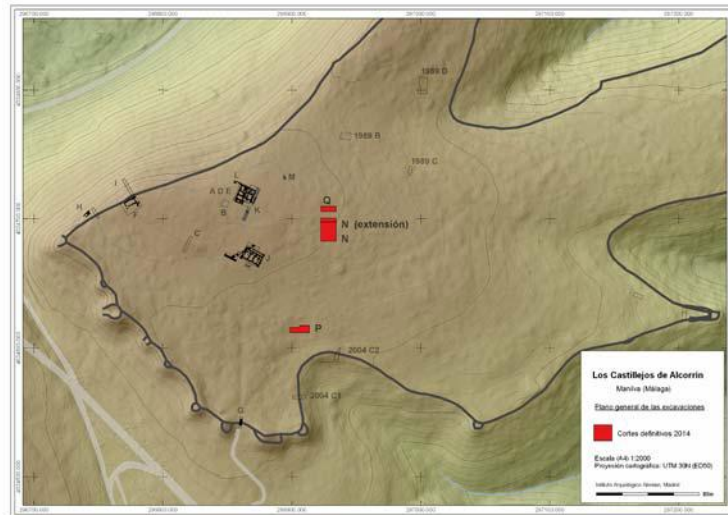 1989 D
1989 B
1989 C
L
M
I
A D E
K
B
H
Q
F
N (extensión)
C
N
J
P
2004 C2
2004 C1
G
Los Castillejos de Alcorrín
Manilva (Málaga)
Plano general de las excavaciones
Cortes definitivos 2014
Escala (A4) 1:2000
Proyección cartográfica: UTM 30N (ED50)
Instituto Arqueológico Alemán, Madrid